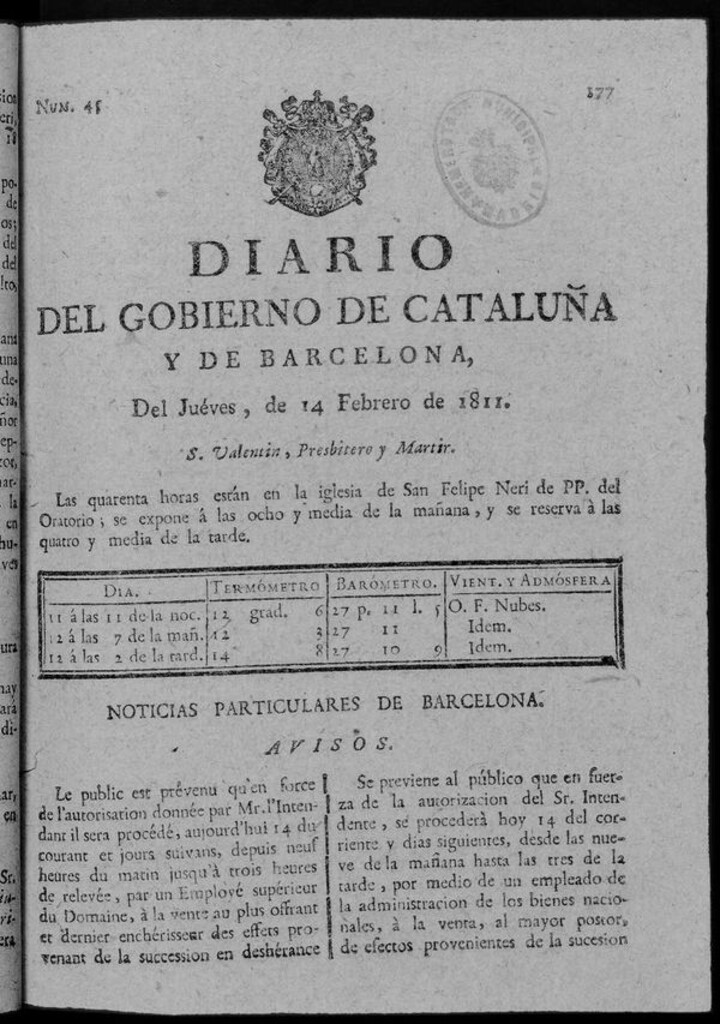 NUM. 45
177
DIARIO
DEL GOBIERNO DE CATALUÑA
Y DE BARCELONA,
Del Juéves, de 14 Febrero de 1811.
S. Valentin, Presbitero y Martir.
Las quarenta horas están en la iglesia de San Felipe Neri de PP. del
Oratorio; se expone á las ocho y media de la mañana, y se reserva à las
quatro y media de la tarde.
DIA. TERMÓMETRO BARÓMETRO. VIENT. Y ADMÓSFERA
11 á las 11 de la noc. 12 grad. 6 27 p. 11 l. 5 O. F. Nubes.
12 á las 7 de la mañ. 12 3 27 11 Idem.
12 á las 2 de la tard. 14 8 27 10 9 Idem.
NOTICIAS PARTICULARES DE BARCELONA.
AVISOS.
Le public est prévenu qu'en force
de l'autorisation donnée par Mr. l'Inten-
dant il sera procédé, aujourd'hui 14 du
courant et jours suivans, depuis neuf
heures du matin jusqu'à trois heures
de relevée, par un Employé supérieur
du Domaine, à la vente au plus offrant
et dernier enchérisseur des effets pro-
venant de la succession en deshérance
Se previene al público que en fuer-
za de la autorizacion del Sr. Inten-
dente, se procederà hoy 14 del cor-
riente y dias siguientes, desde las nue-
ve de la mañana hasta las tres de la
tarde, por medio de un empleado de
la administracion de los bienes nacio-
nales, à la venta, al mayor postor,
de efectos provenientes de la sucesion